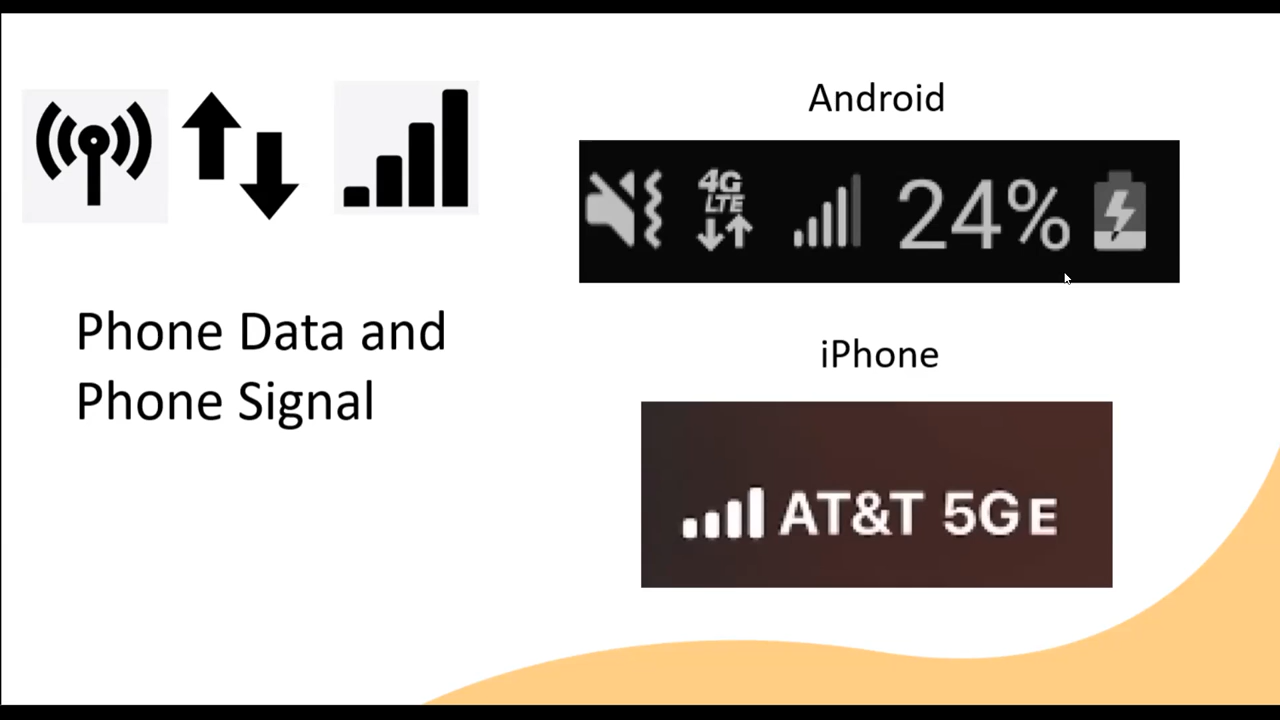 Phone Data and
Phone Signal
Android
4G
LTE
24%
iPhone
AT&T 5GE